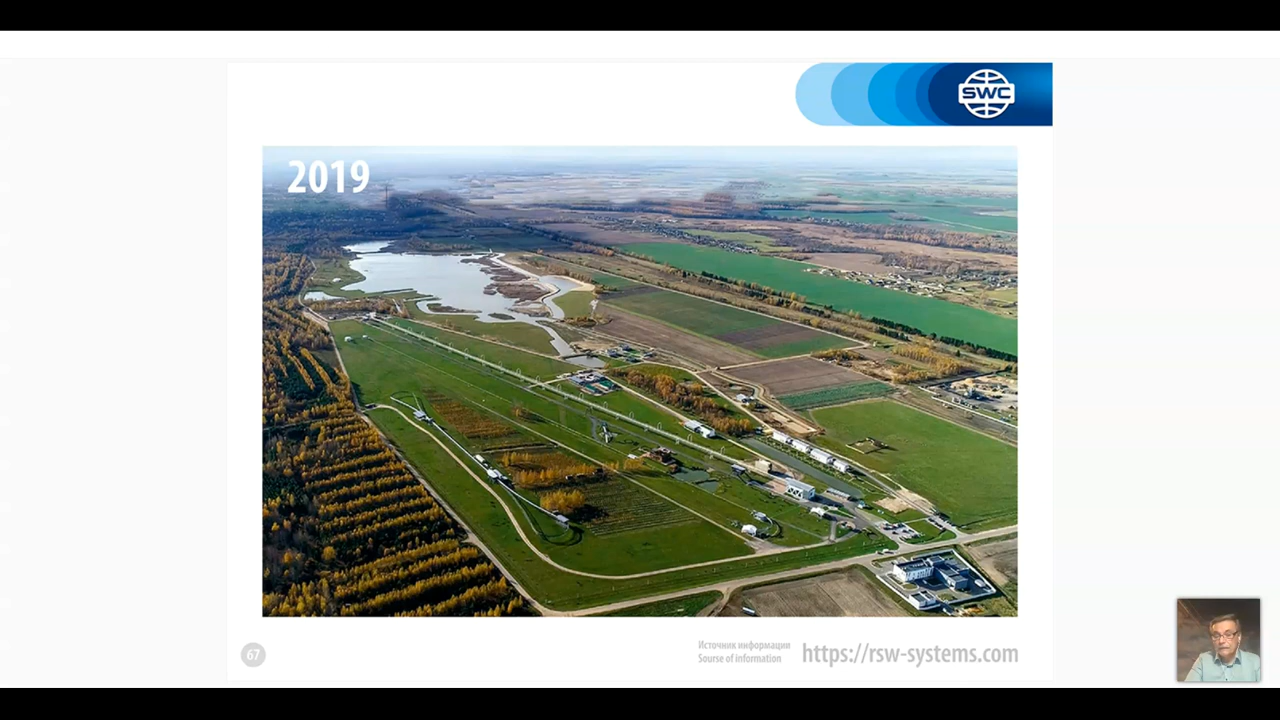 SWC
2019
67
Источник информации
Sourse of information
https://rsw-systems.com